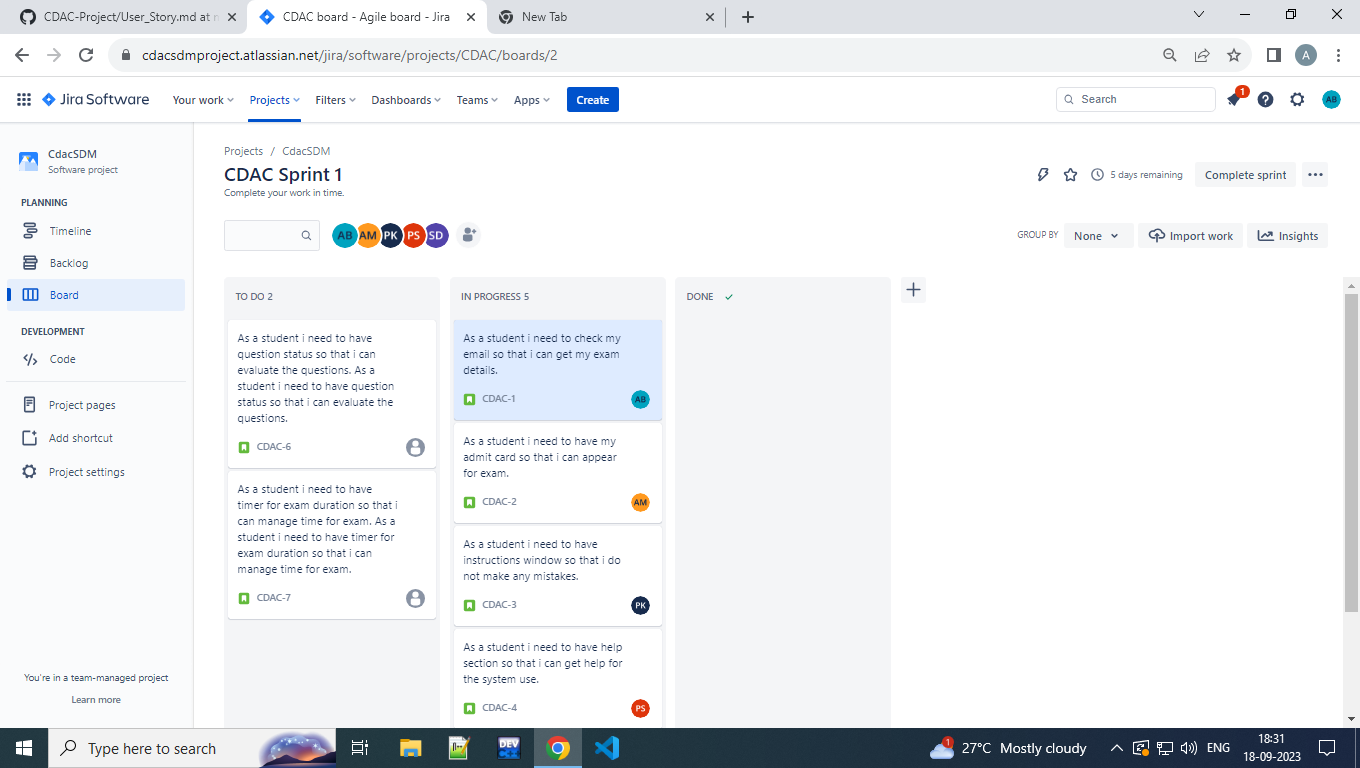 CDAC-Project/User_Story.md at m
CDAC board - Agile board - Jira
New Tab
cdacsdmproject.atlassian.net/jira/software/projects/CDAC/boards/2
A
Jira Software
Your work
Projects
Filters
Dashboards
Teams
Apps
Create
Search
1
AB
CdacSDM
Software project
PLANNING
Timeline
Backlog
Board
DEVELOPMENT
Code
Project pages
Add shortcut
Project settings
You're in a team-managed project
Learn more
Projects / CdacSDM
CDAC Sprint 1
Complete your work in time.
5 days remaining
Complete sprint
AB AM PK PS SD
GROUP BY
None
Import work
Insights
TO DO 2
As a student i need to have
question status so that i can
evaluate the questions. As a
student i need to have question
status so that i can evaluate the
questions.
CDAC-6
As a student i need to have
timer for exam duration so that i
can manage time for exam. As a
student i need to have timer for
exam duration so that i can
manage time for exam.
CDAC-7
IN PROGRESS 5
As a student i need to check my
email so that i can get my exam
details.
CDAC-1
AB
As a student i need to have my
admit card so that i can appear
for exam.
CDAC-2
AM
As a student i need to have
instructions window so that i do
not make any mistakes.
CDAC-3
PK
As a student i need to have help
section so that i can get help for
the system use.
CDAC-4
PS
DONE
Type here to search
DEV
1
27°C Mostly cloudy
ENG
18:31
18-09-2023